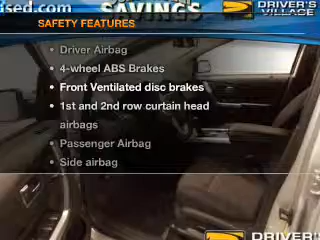 ised.com
SAVINGS
DRIVER'S
VILLAGE
SAFETY FEATURES
• Driver Airbag
• 4-wheel ABS Brakes
• Front Ventilated disc brakes
• 1st and 2nd row curtain head
airbags
• Passenger Airbag
• Side airbag
DRIVER'S